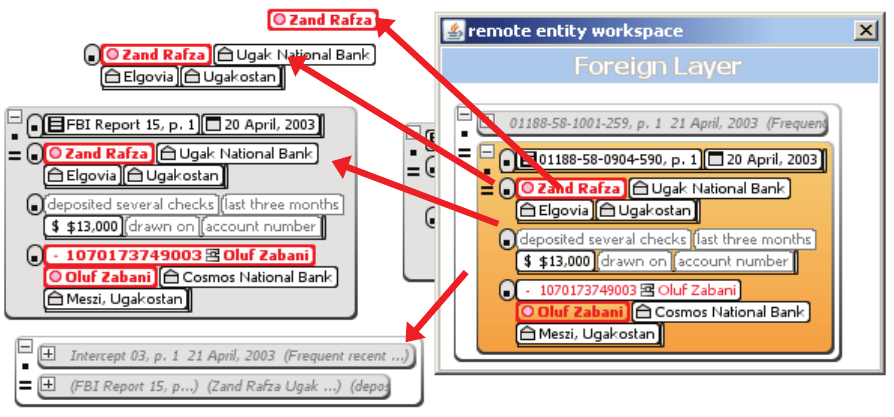 Zand Rafza
Zand Rafza Ugak National Bank
Elgovia Ugakostan
FBI Report 15, p. 1 20 April, 2003
Zand Rafza Ugak National Bank
Elgovia Ugakostan
deposited several checks last three months
$ $13,000 drawn on account number
- 1070173749003 Oluf Zabani
Oluf Zabani Cosmos National Bank
Meszi, Ugakostan
Intercept 03, p. 1 21 April, 2003 (Frequent recent ...)
(FBI Report 15, p...) (Zand Rafza Ugak ...) (depos
remote entity workspace
Foreign Layer
01188-58-1001-259, p. 1 21 April, 2003 (Frequent
01188-58-0904-590, p. 1 20 April, 2003
Zand Rafza Ugak National Bank
Elgovia Ugakostan
deposited several checks last three months
$ $13,000 drawn on account number
- 1070173749003 Oluf Zabani
Oluf Zabani Cosmos National Bank
Meszi, Ugakostan